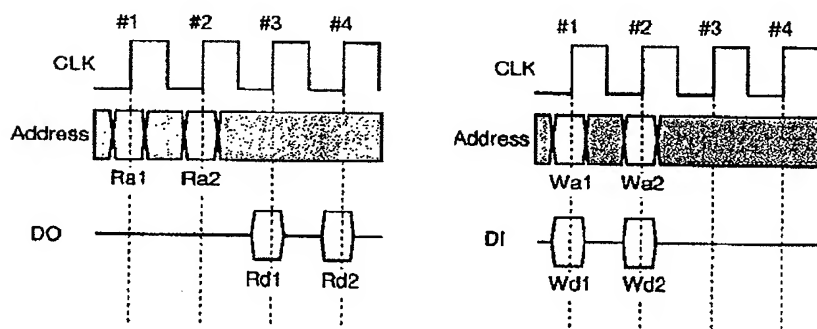 #1 #2 #3 #4
CLK
Address
Ra1 Ra2
DO
Rd1 Rd2
#1 #2 #3 #4
CLK
Address
Wa1 Wa2
DI
Wd1 Wd2